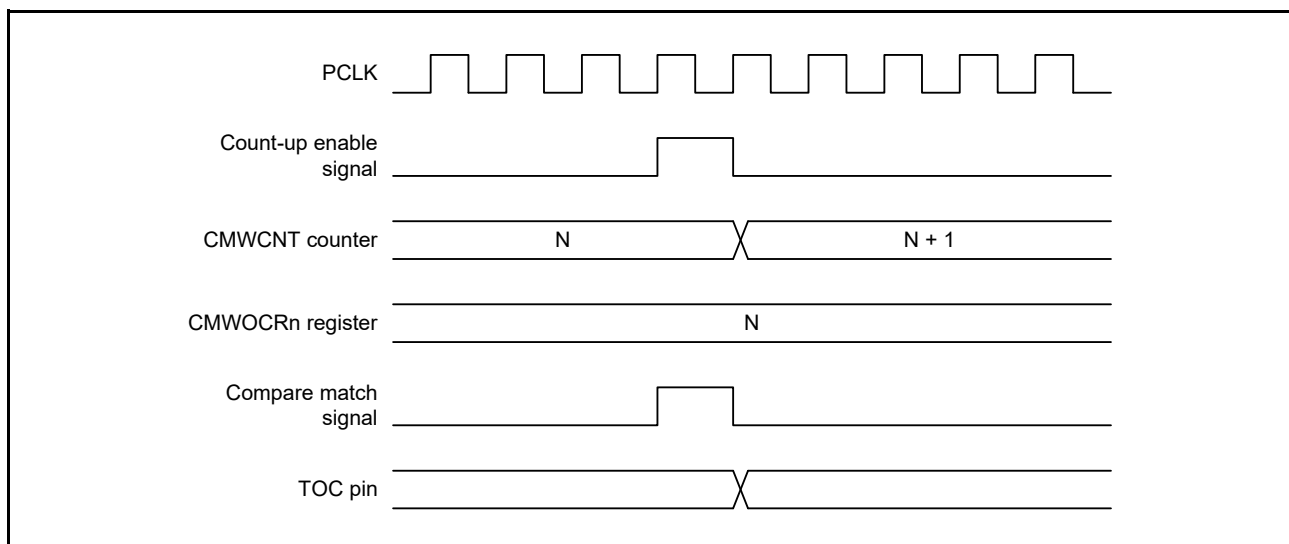 PCLK
Count-up enable
signal
CMWCNT counter
N
N + 1
CMWOCRn register
N
Compare match
signal
TOC pin